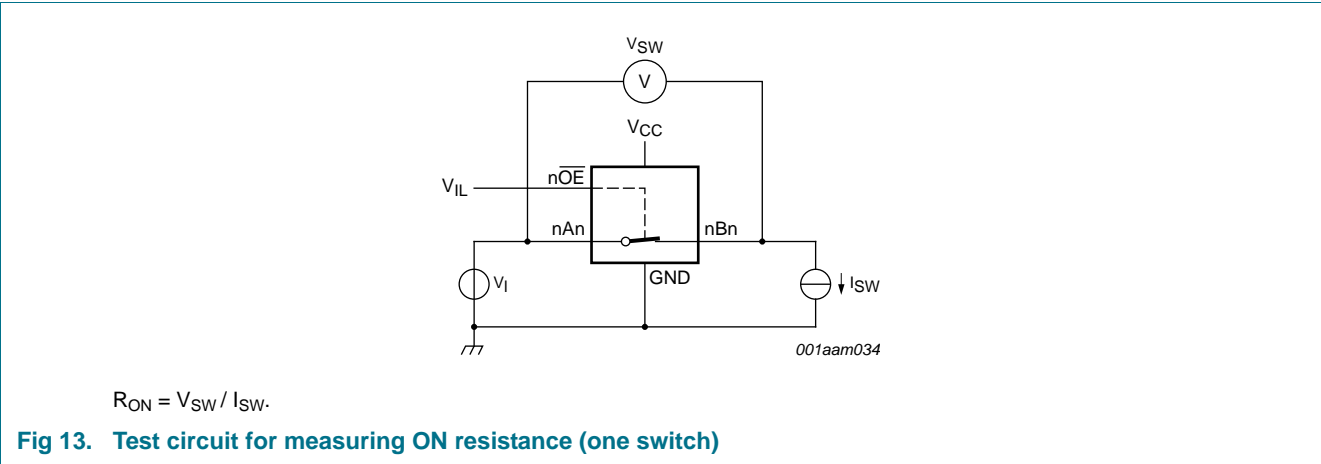 VSW
V
VCC
nOE
VIL
nAn
nBn
VI
GND
ISW
001aam034
RON = VSW / ISW.
Fig 13. Test circuit for measuring ON resistance (one switch)